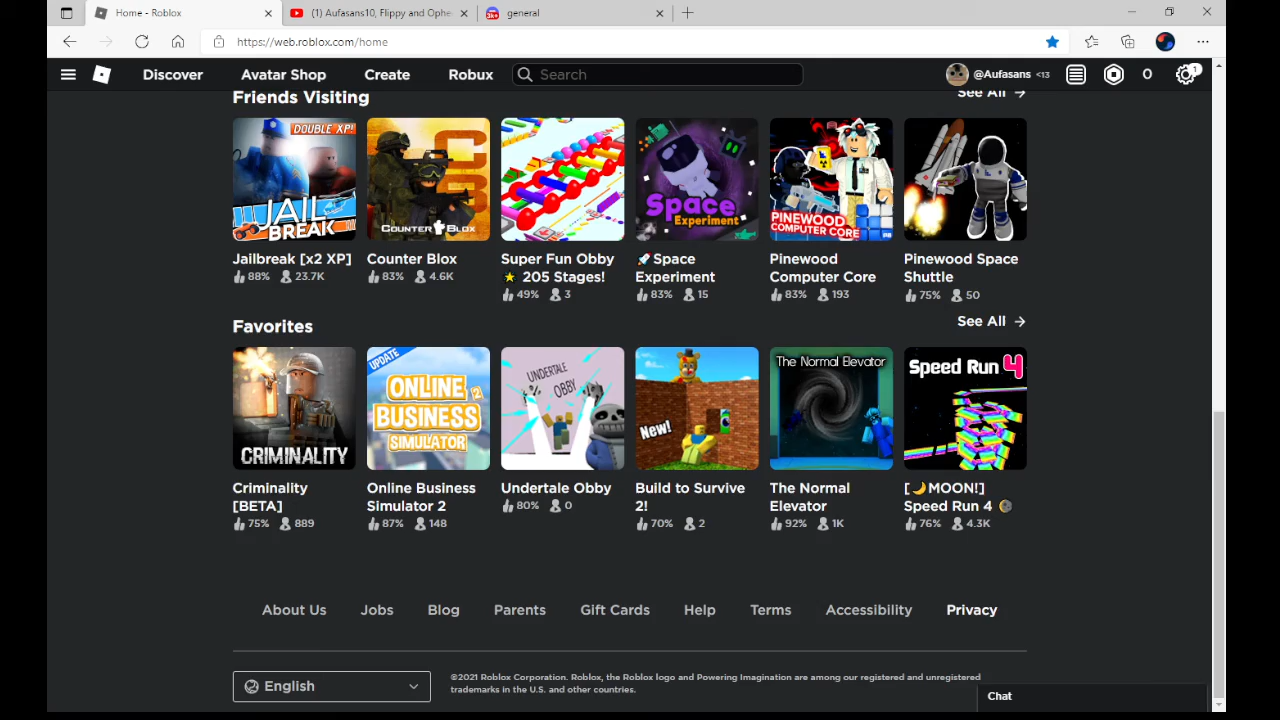 Home - Roblox
(1) Aufasans10, Flippy and Ophe
3k+
general
https://web.roblox.com/home
Discover
Avatar Shop
Create
Robux
Search
@Aufasans <13
0
1
Friends Visiting
See All →
DOUBLE XP!
JAIL
BREAK
COUNTER BLOX
Space
Experiment
PINEWOOD
COMPUTER CORE
Jailbreak [x2 XP]
88% 23.7K
Counter Blox
83% 4.6K
Super Fun Obby
⭐ 205 Stages!
49% 3
🚀Space
Experiment
83% 15
Pinewood
Computer Core
83% 193
Pinewood Space
Shuttle
75% 50
Favorites
See All →
CRIMINALITY
UPDATE
ONLINE
BUSINESS 2
SIMULATOR
UNDERTALE
OBBY
New!
The Normal Elevator
Speed Run 4
Criminality
[BETA]
75% 889
Online Business
Simulator 2
87% 148
Undertale Obby
80% 0
Build to Survive
2!
70% 2
The Normal
Elevator
92% 1K
[🌙MOON!]
Speed Run 4 🌘
76% 4.3K
About Us
Jobs
Blog
Parents
Gift Cards
Help
Terms
Accessibility
Privacy
English
©2021 Roblox Corporation. Roblox, the Roblox logo and Powering Imagination are among our registered and unregistered
trademarks in the U.S. and other countries.
Chat